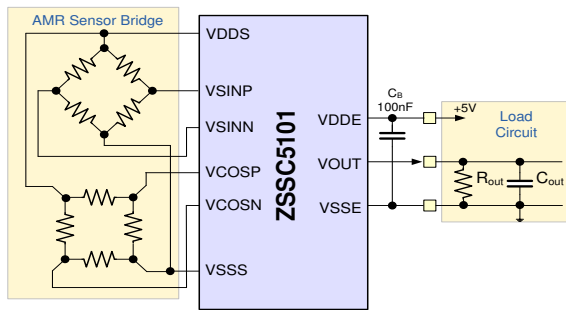 AMR Sensor Bridge
VDDS
VSINP
VSINN
VCOSP
VCOSN
VSSS
ZSSC5101
VDDE
VOUT
VSSE
CB
100nF
+5V
Load
Circuit
Rout
Cout